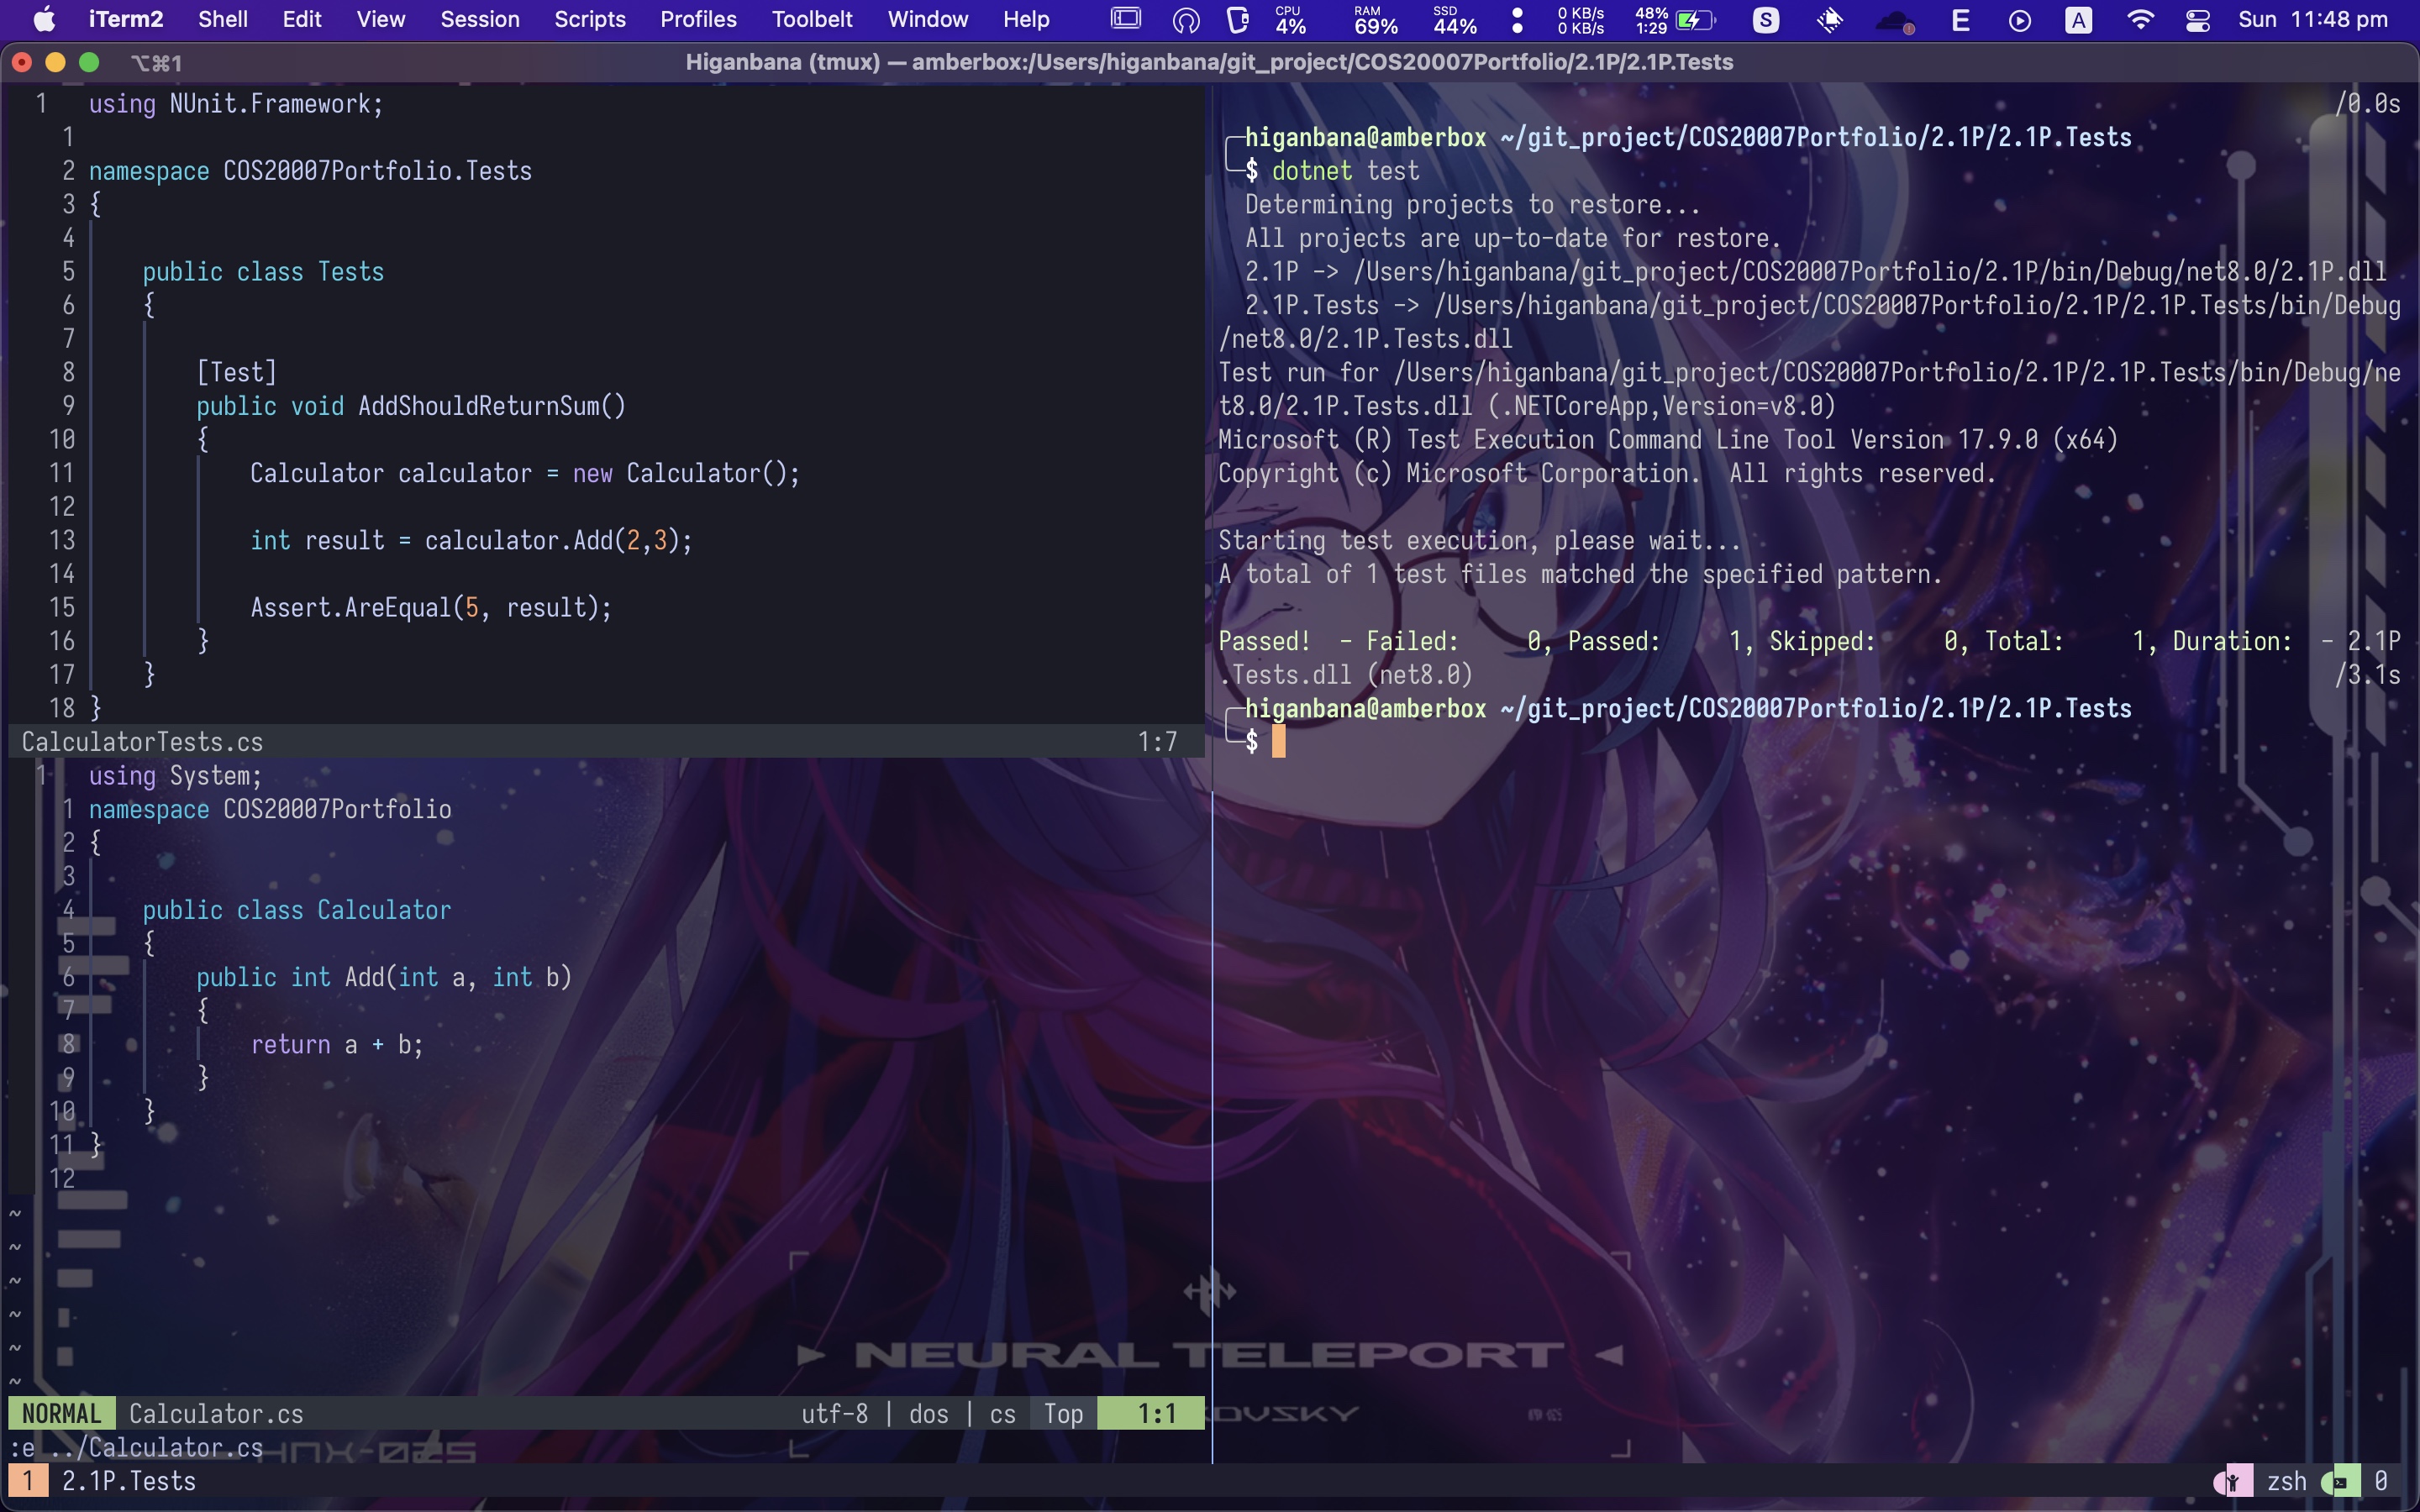 iTerm2 Shell Edit View Session Scripts Profiles Toolbelt Window Help CPU 4% RAM 69% SSD 44% 0 KB/s 0 KB/s 48% 1:29 S E A Sun 11:48 pm
⌥⌘1 Higanbana (tmux) — amberbox:/Users/higanbana/git_project/COS20007Portfolio/2.1P/2.1P.Tests
1 using NUnit.Framework;
1
2 namespace COS20007Portfolio.Tests
3 {
4
5 public class Tests
6 {
7
8 [Test]
9 public void AddShouldReturnSum()
10 {
11 Calculator calculator = new Calculator();
12
13 int result = calculator.Add(2,3);
14
15 Assert.AreEqual(5, result);
16 }
17 }
18 }
CalculatorTests.cs 1:7
1 using System;
1 namespace COS20007Portfolio
2 {
3
4 public class Calculator
5 {
6 public int Add(int a, int b)
7 {
8 return a + b;
9 }
10 }
11 }
12
~
~
~
~
~
~
NORMAL Calculator.cs utf-8 | dos | cs Top 1:1
:e ../Calculator.cs
1 2.1P.Tests
/0.0s
higanbana@amberbox ~/git_project/COS20007Portfolio/2.1P/2.1P.Tests
$ dotnet test
Determining projects to restore...
All projects are up-to-date for restore.
2.1P -> /Users/higanbana/git_project/COS20007Portfolio/2.1P/bin/Debug/net8.0/2.1P.dll
2.1P.Tests -> /Users/higanbana/git_project/COS20007Portfolio/2.1P/2.1P.Tests/bin/Debug
/net8.0/2.1P.Tests.dll
Test run for /Users/higanbana/git_project/COS20007Portfolio/2.1P/2.1P.Tests/bin/Debug/ne
t8.0/2.1P.Tests.dll (.NETCoreApp,Version=v8.0)
Microsoft (R) Test Execution Command Line Tool Version 17.9.0 (x64)
Copyright (c) Microsoft Corporation. All rights reserved.
Starting test execution, please wait...
A total of 1 test files matched the specified pattern.
Passed! - Failed: 0, Passed: 1, Skipped: 0, Total: 1, Duration: - 2.1P
.Tests.dll (net8.0) /3.1s
higanbana@amberbox ~/git_project/COS20007Portfolio/2.1P/2.1P.Tests
$
NEURAL TELEPORT
zsh 0